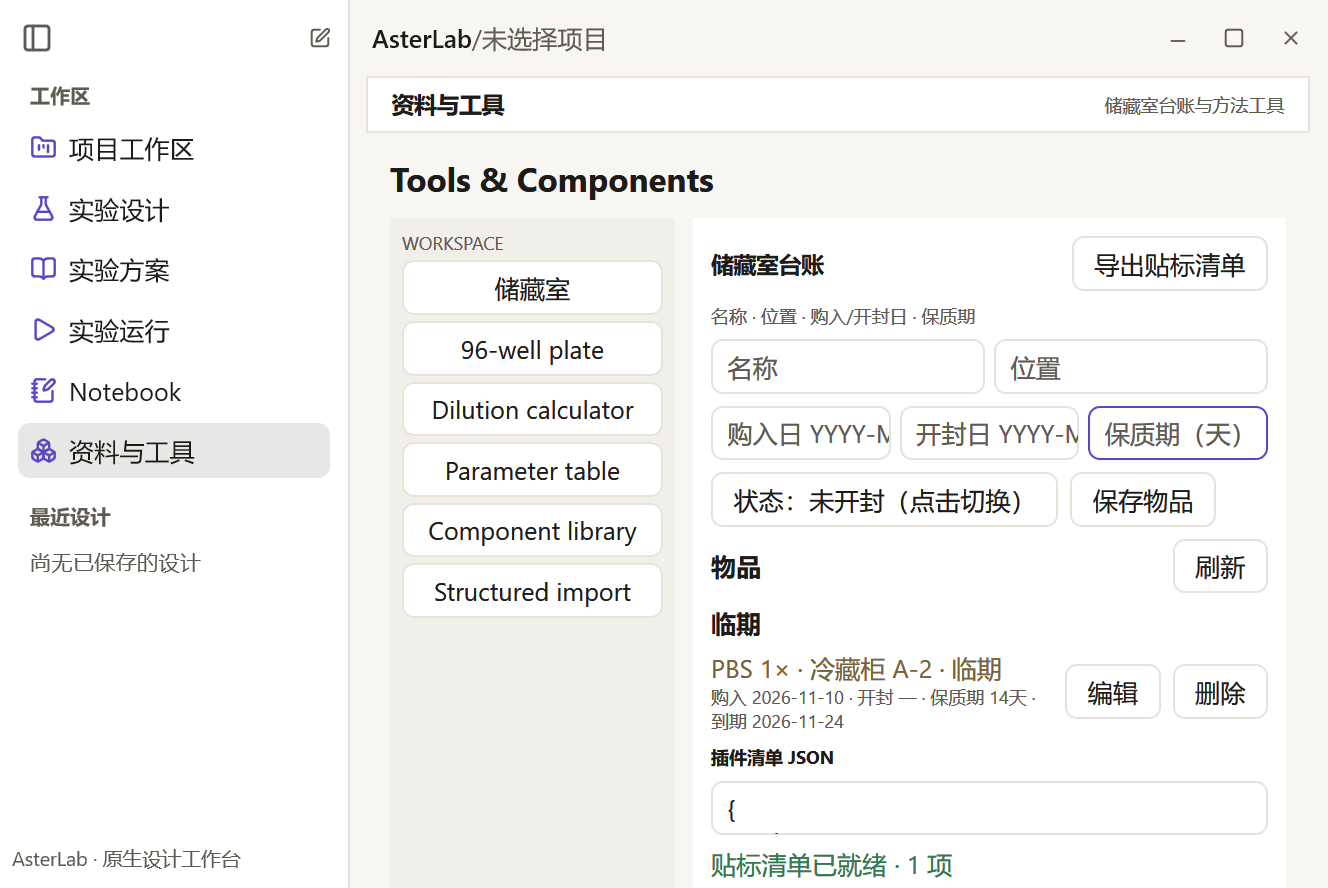 AsterLab/未选择项目
工作区
项目工作区
实验设计
实验方案
实验运行
Notebook
资料与工具
最近设计
尚无已保存的设计
AsterLab · 原生设计工作台
资料与工具
储藏室台账与方法工具
Tools & Components
WORKSPACE
储藏室
96-well plate
Dilution calculator
Parameter table
Component library
Structured import
储藏室台账
导出贴标清单
名称 · 位置 · 购入/开封日 · 保质期
名称
位置
购入日 YYYY-M
开封日 YYYY-M
保质期（天）
状态：未开封（点击切换）
保存物品
物品
刷新
临期
PBS 1× · 冷藏柜 A-2 · 临期
购入 2026-11-10 · 开封 — · 保质期 14天 ·
到期 2026-11-24
编辑
删除
插件清单 JSON
{
贴标清单已就绪 · 1 项